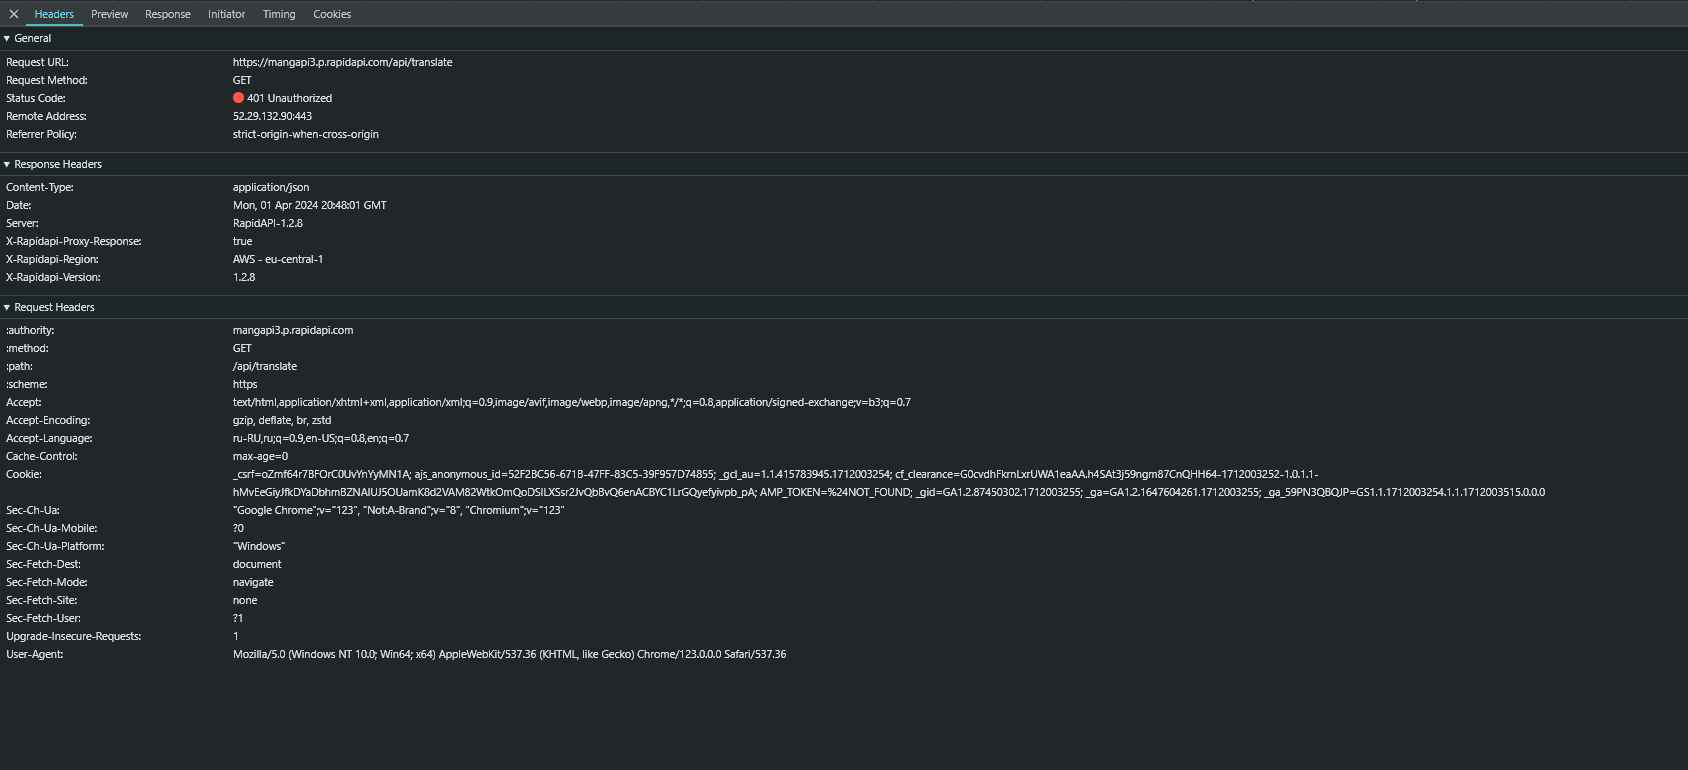 Headers Preview Response Initiator Timing Cookies
General
Request URL: https://mangapi3.p.rapidapi.com/api/translate
Request Method: GET
Status Code: 401 Unauthorized
Remote Address: 52.29.132.90:443
Referrer Policy: strict-origin-when-cross-origin
Response Headers
Content-Type: application/json
Date: Mon, 01 Apr 2024 20:48:01 GMT
Server: RapidAPI-1.2.8
X-Rapidapi-Proxy-Response: true
X-Rapidapi-Region: AWS - eu-central-1
X-Rapidapi-Version: 1.2.8
Request Headers
:authority: mangapi3.p.rapidapi.com
:method: GET
:path: /api/translate
:scheme: https
Accept: text/html,application/xhtml+xml,application/xml;q=0.9,image/avif,image/webp,image/apng,*/*;q=0.8,application/signed-exchange;v=b3;q=0.7
Accept-Encoding: gzip, deflate, br, zstd
Accept-Language: ru-RU,ru;q=0.9,en-US;q=0.8,en;q=0.7
Cache-Control: max-age=0
Cookie: _csrf=oZmf64r7BFOrC0UvYnYyMN1A; ajs_anonymous_id=52F2BC56-671B-47FF-83C5-39F957D74855; _gcl_au=1.1.415783945.1712003254; cf_clearance=G0cvdhFkrnLxrUWA1eaAA.h4SAt3j59ngm87CnQHH64-1712003252-1.0.1.1-
hMvEeGiyJfkDYaDbhmBZNAIUJ5OUamK8d2VAM82WtkOmQoDSILXSsr2JvQbBvQ6enACBYC1LrGQyefyivpb_pA; AMP_TOKEN=%24NOT_FOUND; _gid=GA1.2.87450302.1712003255; _ga=GA1.2.1647604261.1712003255; _ga_59PN3QBQJP=GS1.1.1712003254.1.1.1712003515.0.0.0
Sec-Ch-Ua: "Google Chrome";v="123", "Not:A-Brand";v="8", "Chromium";v="123"
Sec-Ch-Ua-Mobile: ?0
Sec-Ch-Ua-Platform: "Windows"
Sec-Fetch-Dest: document
Sec-Fetch-Mode: navigate
Sec-Fetch-Site: none
Sec-Fetch-User: ?1
Upgrade-Insecure-Requests: 1
User-Agent: Mozilla/5.0 (Windows NT 10.0; Win64; x64) AppleWebKit/537.36 (KHTML, like Gecko) Chrome/123.0.0.0 Safari/537.36